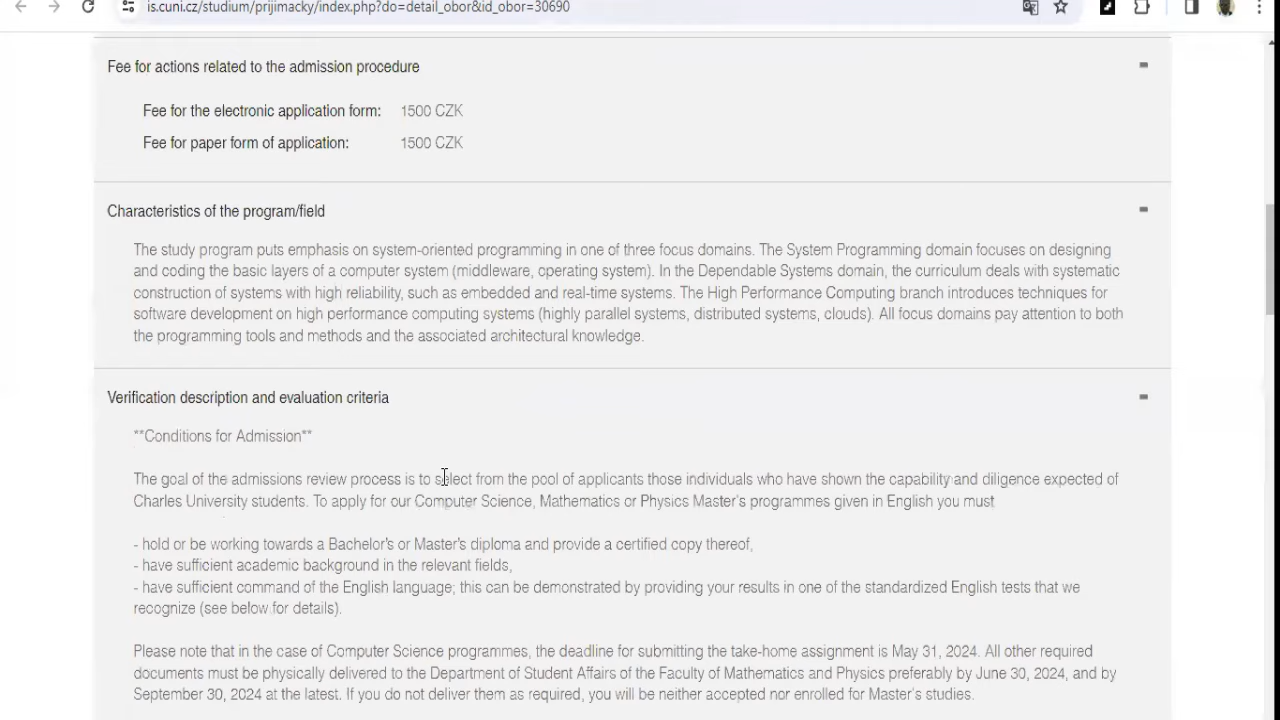 is.cuni.cz/studium/prijimacky/index.php?do=detail_obor&id_obor=30690
Fee for actions related to the admission procedure
Fee for the electronic application form: 1500 CZK
Fee for paper form of application: 1500 CZK
Characteristics of the program/field
The study program puts emphasis on system-oriented programming in one of three focus domains. The System Programming domain focuses on designing
and coding the basic layers of a computer system (middleware, operating system). In the Dependable Systems domain, the curriculum deals with systematic
construction of systems with high reliability, such as embedded and real-time systems. The High Performance Computing branch introduces techniques for
software development on high performance computing systems (highly parallel systems, distributed systems, clouds). All focus domains pay attention to both
the programming tools and methods and the associated architectural knowledge.
Verification description and evaluation criteria
**Conditions for Admission**
The goal of the admissions review process is to select from the pool of applicants those individuals who have shown the capability and diligence expected of
Charles University students. To apply for our Computer Science, Mathematics or Physics Master's programmes given in English you must
- hold or be working towards a Bachelor's or Master's diploma and provide a certified copy thereof,
- have sufficient academic background in the relevant fields,
- have sufficient command of the English language; this can be demonstrated by providing your results in one of the standardized English tests that we
recognize (see below for details).
Please note that in the case of Computer Science programmes, the deadline for submitting the take-home assignment is May 31, 2024. All other required
documents must be physically delivered to the Department of Student Affairs of the Faculty of Mathematics and Physics preferably by June 30, 2024, and by
September 30, 2024 at the latest. If you do not deliver them as required, you will be neither accepted nor enrolled for Master's studies.